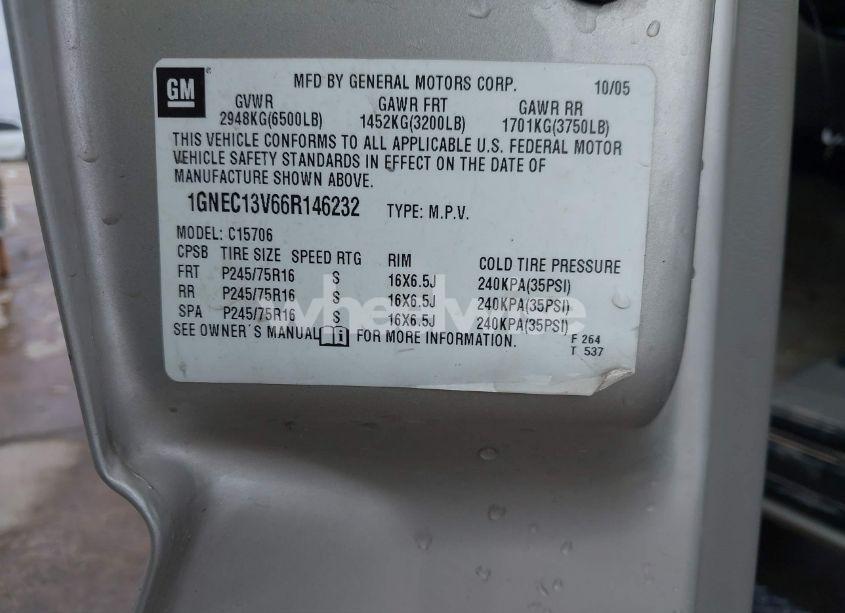 GM ®
MFD BY GENERAL MOTORS CORP. 10/05
GVWR GAWR FRT GAWR RR
2948KG(6500LB) 1452KG(3200LB) 1701KG(3750LB)
THIS VEHICLE CONFORMS TO ALL APPLICABLE U.S. FEDERAL MOTOR
VEHICLE SAFETY STANDARDS IN EFFECT ON THE DATE OF
MANUFACTURE SHOWN ABOVE.
1GNEC13V66R146232 TYPE: M.P.V.
MODEL: C15706
CPSB TIRE SIZE SPEED RTG RIM COLD TIRE PRESSURE
FRT P245/75R16 S 16X6.5J 240KPA(35PSI)
RR P245/75R16 S 16X6.5J 240KPA(35PSI)
SPA P245/75R16 S 16X6.5J 240KPA(35PSI)
SEE OWNER'S MANUAL FOR MORE INFORMATION.
F 264
T 537